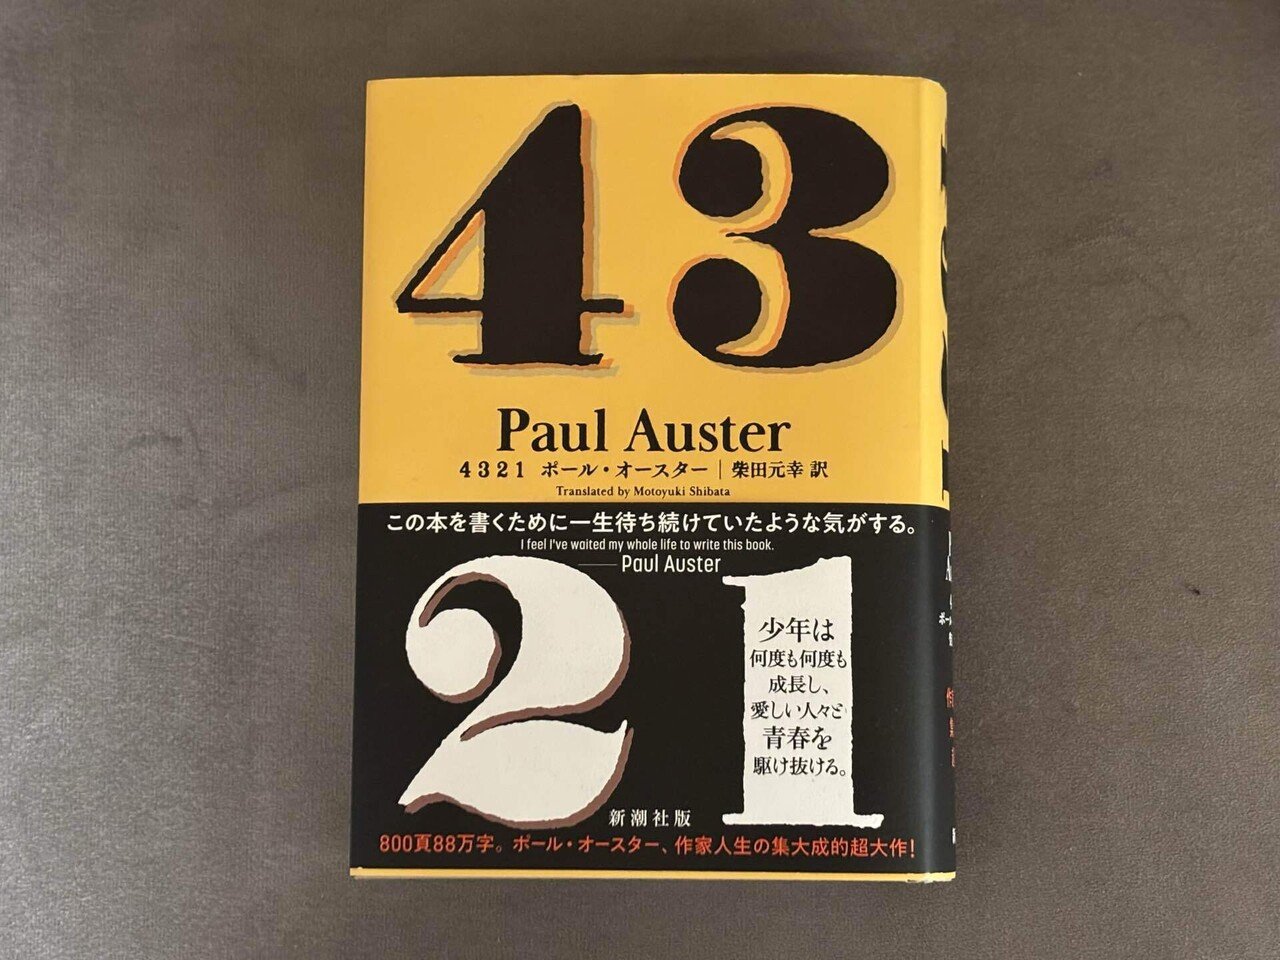 43
Paul Auster
4321 ポール・オースター｜柴田元幸 訳
Translated by Motoyuki Shibata
この本を書くために一生待ち続けていたような気がする。
I feel I've waited my whole life to write this book.
——Paul Auster
21
少年は
何度も何度も
成長し、
愛しい人々と
青春を
駆け抜ける。
新潮社版
800頁88万字。ポール・オースター、作家人生の集大成的超大作!